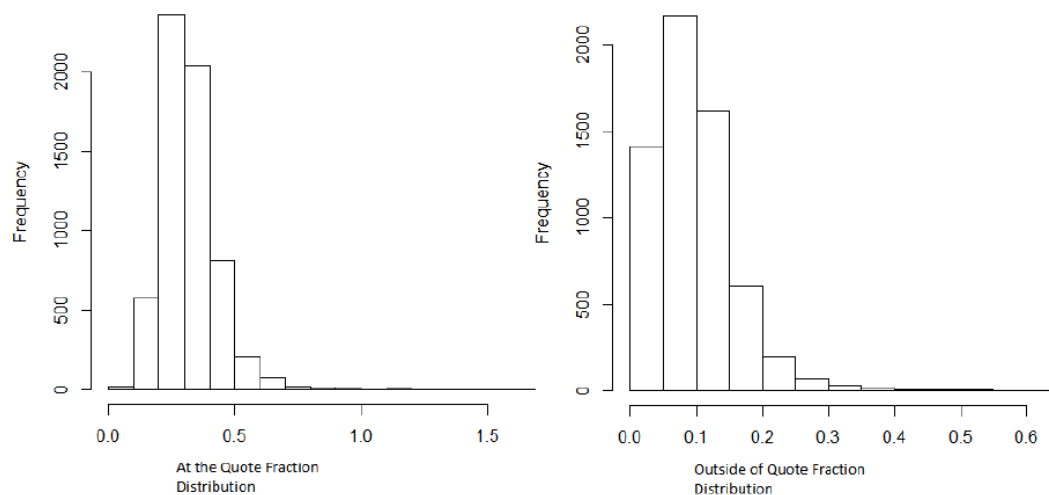 Frequency
2000
1500
1000
500
0
0.0 0.5 1.0 1.5
At the Quote Fraction
Distribution
Frequency
2000
1500
1000
500
0
0.0 0.1 0.2 0.3 0.4 0.5 0.6
Outside of Quote Fraction
Distribution